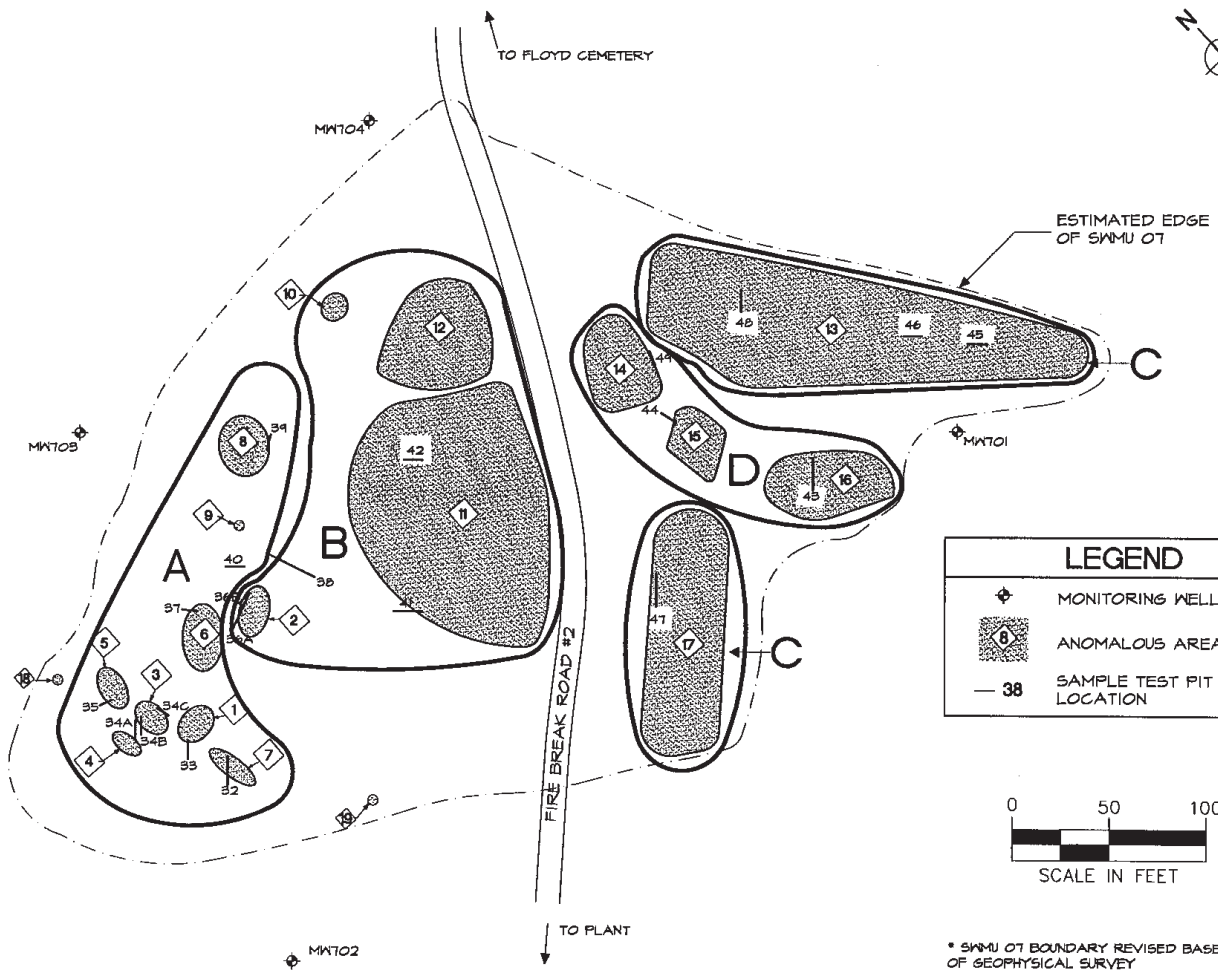 N
TO FLOYD CEMETERY
MW704
ESTIMATED EDGE
OF SWMU 07
10
12
48
13
46
45
C
14
49
MW703
8
39
42
44
15
MW701
D
43
16
9
11
B
A
40
38
37
6
2
47
17
C
5
3
18
35
34A
34B
34C
1
4
33
7
32
19
FIRE BREAK ROAD #2
LEGEND
MONITORING WELL
8
ANOMALOUS AREA
38
SAMPLE TEST PIT
LOCATION
0 50 100
SCALE IN FEET
TO PLANT
MW702
* SWMU 07 BOUNDARY REVISED BASE
OF GEOPHYSICAL SURVEY